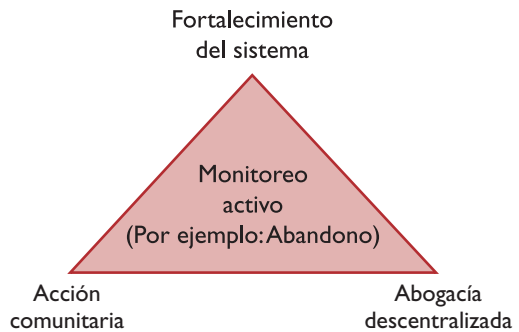 Fortalecimiento
del sistema
Monitoreo
activo
(Por ejemplo: Abandono)
Acción
comunitaria
Abogacía
descentralizada